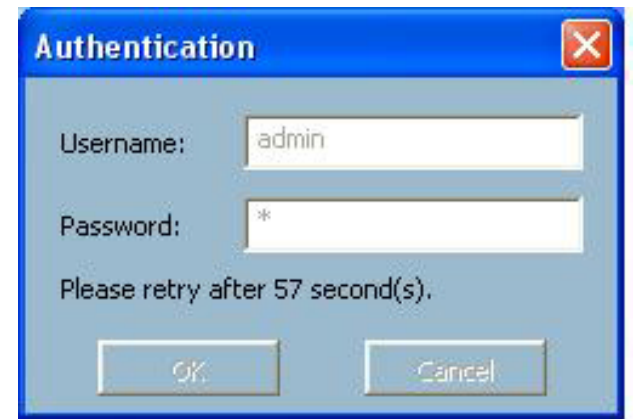 Authentication
Username: admin
Password: *
Please retry after 57 second(s).
OK Cancel